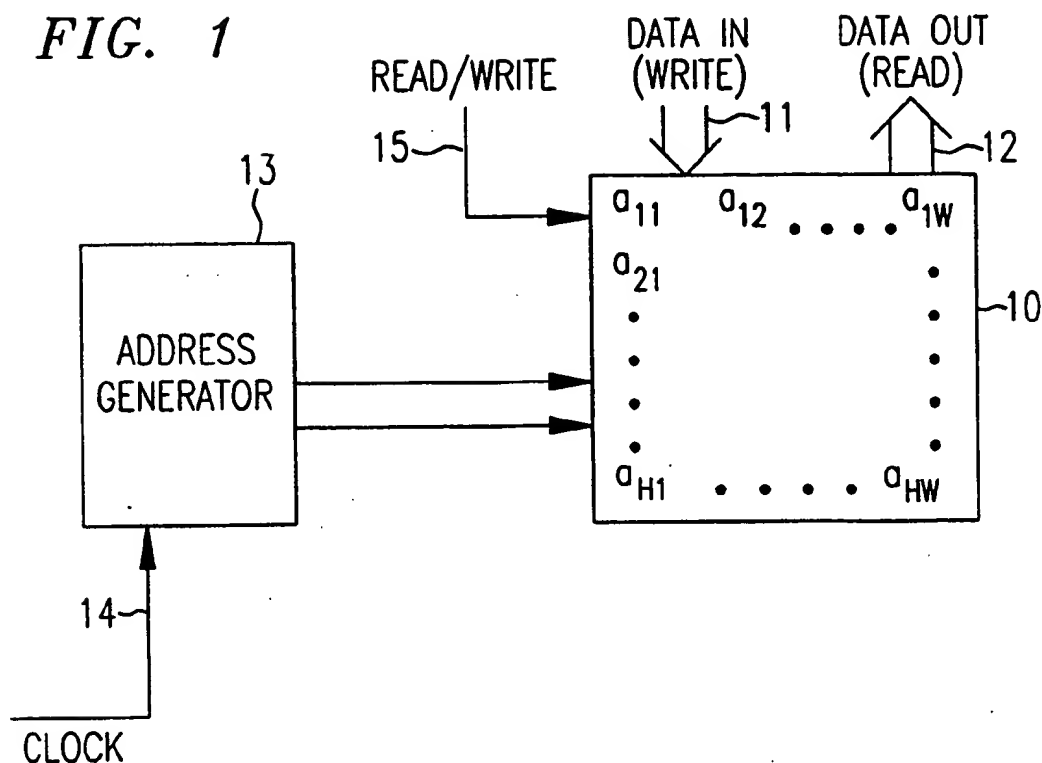 FIG. 1
READ/WRITE
DATA IN
(WRITE)
DATA OUT
(READ)
15
11
12
13
a11 a12 . . . . a1W
a21
10
ADDRESS
GENERATOR
aH1 . . . . aHW
14
CLOCK